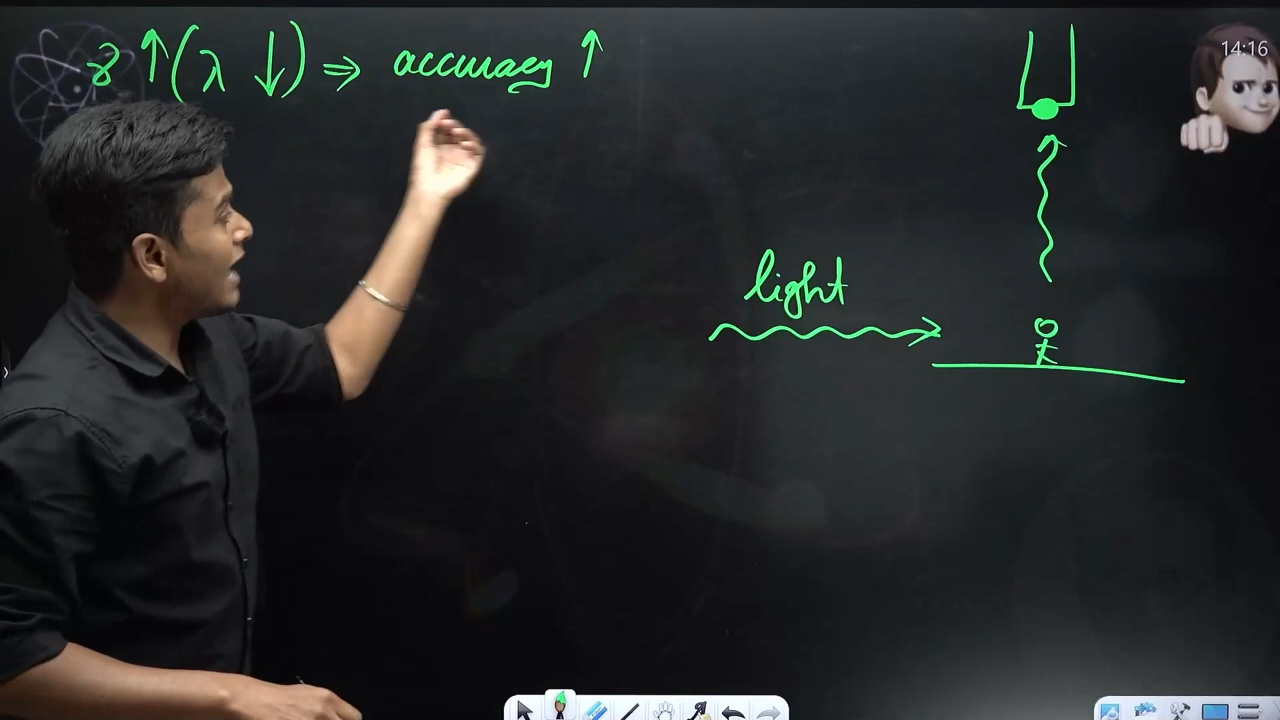 γ ↑ (λ ↓) ⇒ accuracy ↑
14:16
light